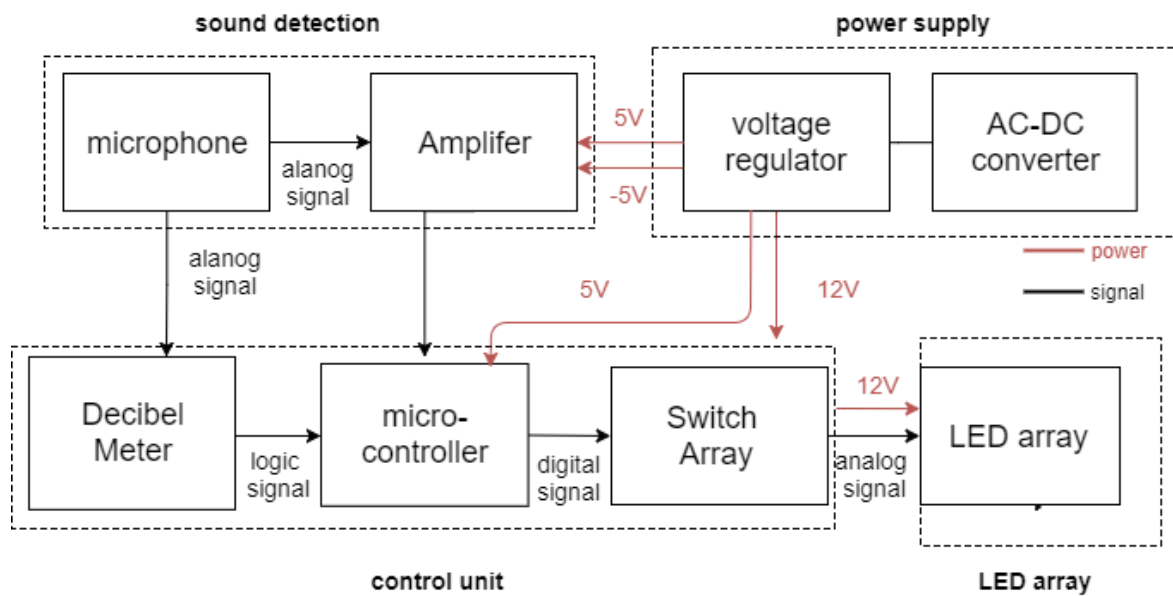 sound detection
power supply
microphone
alanog
signal
Amplifer
5V
-5V
voltage
regulator
AC-DC
converter
alanog
signal
5V
12V
power
signal
Decibel
Meter
logic
signal
micro-
controller
digital
signal
Switch
Array
12V
analog
signal
LED array
control unit
LED array